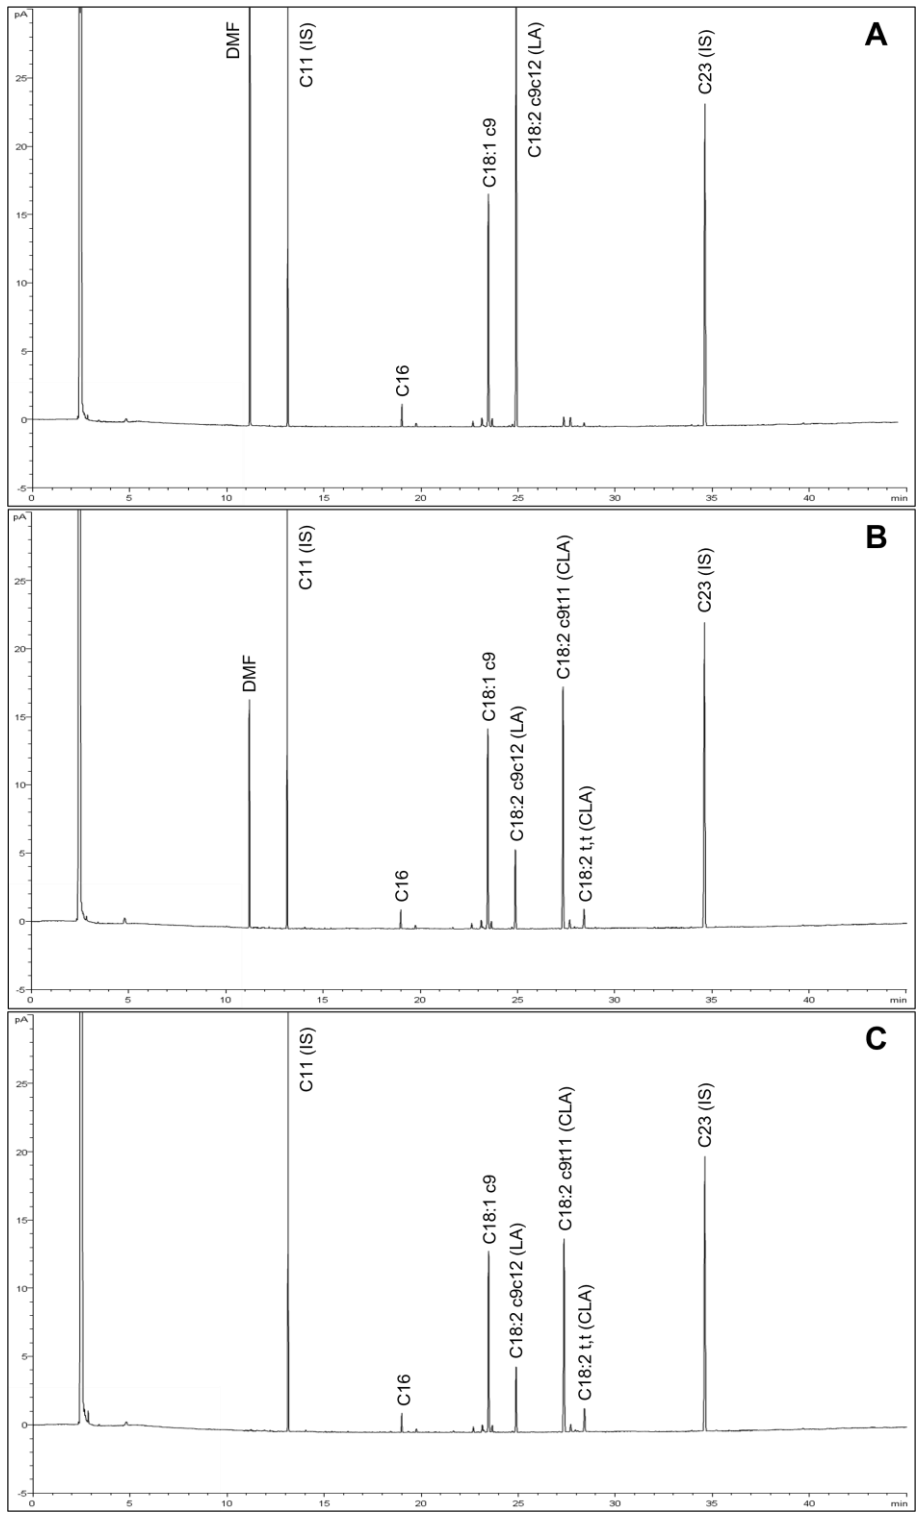 pA
A
DMF
C11 (IS)
C16
C18:1 c9
C18:2 c9c12 (LA)
C23 (IS)
25
20
15
10
5
0
-5
0 5 10 15 20 25 30 35 40 min
pA
B
DMF
C11 (IS)
C16
C18:1 c9
C18:2 c9c12 (LA)
C18:2 c9t11 (CLA)
C18:2 t,t (CLA)
C23 (IS)
25
20
15
10
5
0
-5
0 5 10 15 20 25 30 35 40 min
pA
C
C11 (IS)
C16
C18:1 c9
C18:2 c9c12 (LA)
C18:2 c9t11 (CLA)
C18:2 t,t (CLA)
C23 (IS)
25
20
15
10
5
0
-5
0 5 10 15 20 25 30 35 40 min